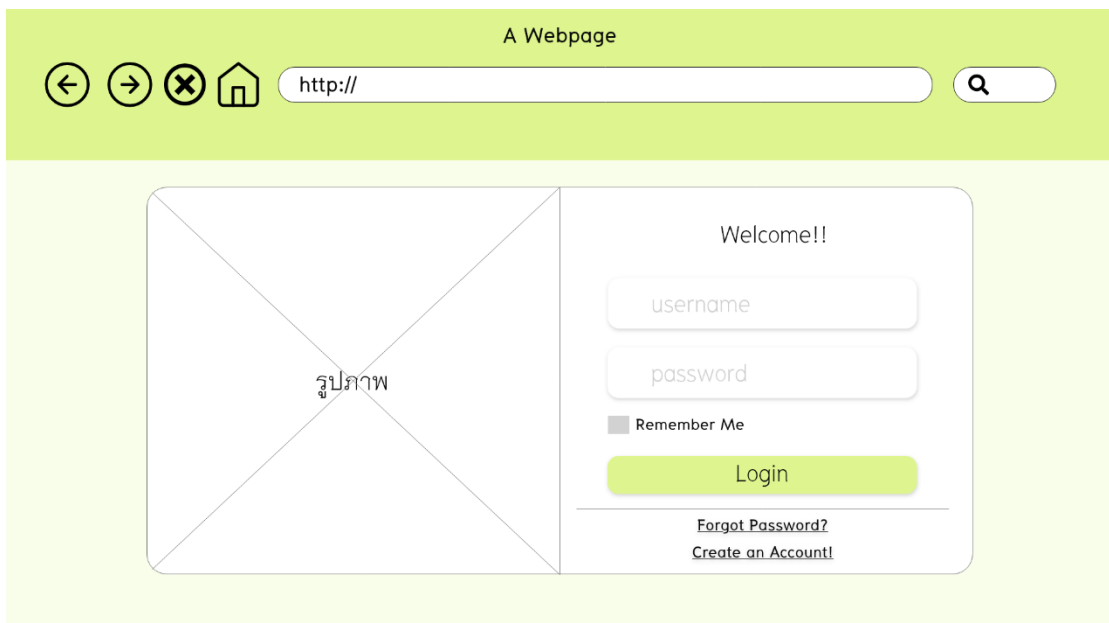 A Webpage
http://
Welcome!!
username
รูปภาพ
password
Remember Me
Login
Forgot Password?
Create an Account!